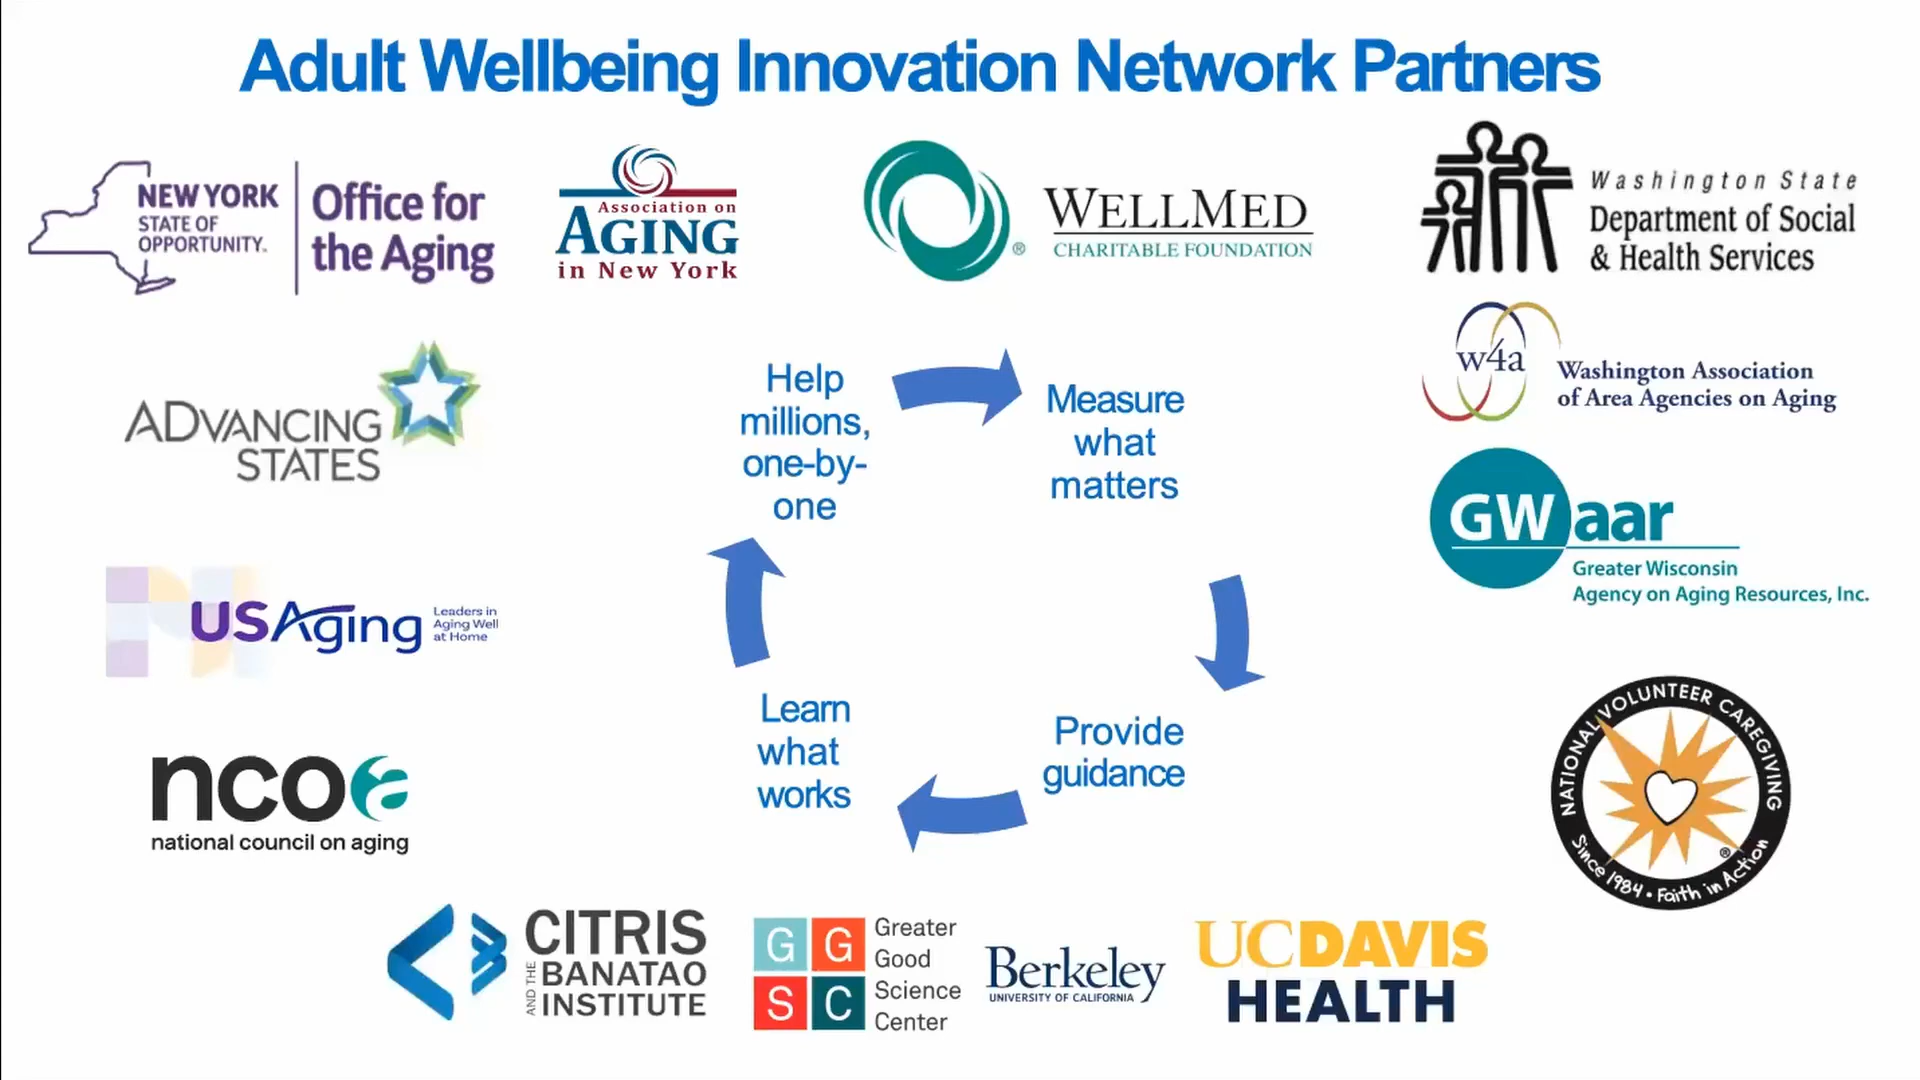 Adult Wellbeing Innovation Network Partners
NEW YORK
STATE OF
OPPORTUNITY.
Office for
the Aging
Association on
AGING
in New York
®
WELLMED
CHARITABLE FOUNDATION
Washington State
Department of Social
& Health Services
ADVANCING
STATES
Help
millions,
one-by-
one
Measure
what
matters
w4a
Washington Association
of Area Agencies on Aging
GWaar
Greater Wisconsin
Agency on Aging Resources, Inc.
USAging
Leaders in
Aging Well
at Home
Learn
what
works
Provide
guidance
NATIONAL VOLUNTEER CAREGIVING
Since 1984 • Faith in Action
®
ncoa
national council on aging
CITRIS
AND THE
BANATAO
INSTITUTE
G G
S C
Greater
Good
Science
Center
Berkeley
UNIVERSITY OF CALIFORNIA
UCDAVIS
HEALTH